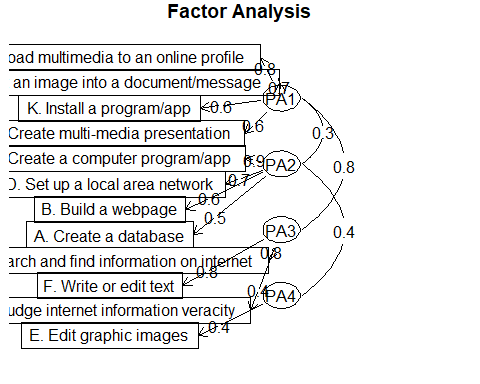 Factor Analysis
oad multimedia to an online profile
0.8
an image into a document/message
0.7
PA1
K. Install a program/app
0.6
0.6
Create multi-media presentation
0.3
Create a computer program/app
0.9
PA2
0.8
D. Set up a local area network
0.7
B. Build a webpage
0.6
0.5
A. Create a database
PA3
0.4
arch and find information on internet
0.8
F. Write or edit text
0.8
0.4
PA4
udge internet information veracity
E. Edit graphic images
0.4